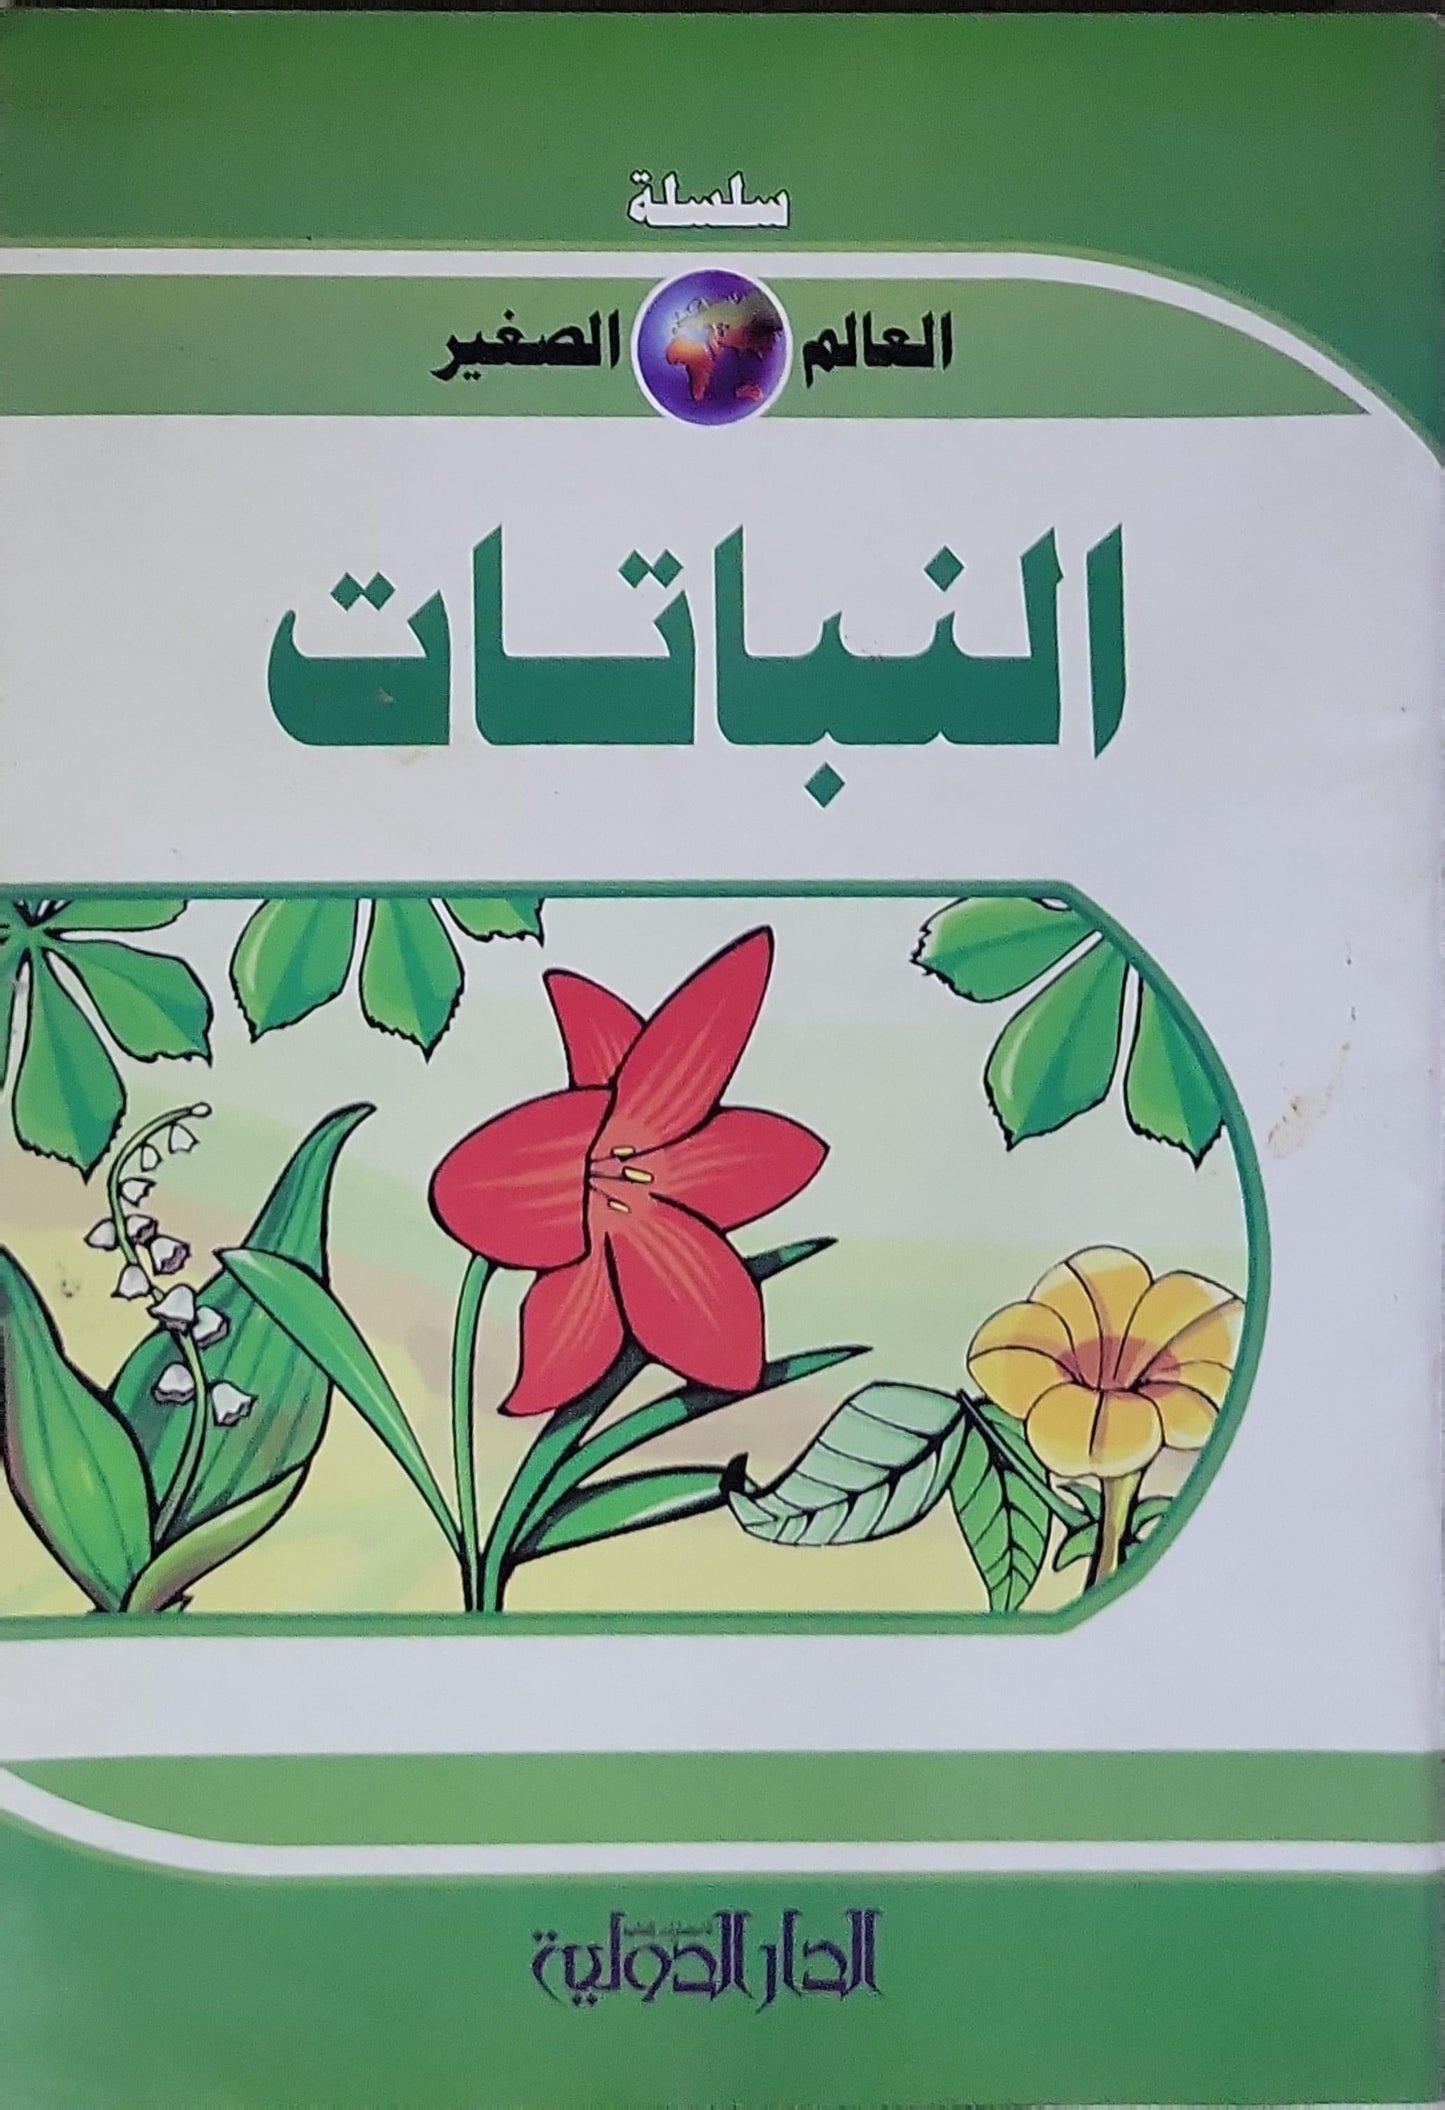 سلسلة
العالم الصغير
النباتات
الدار الدولية